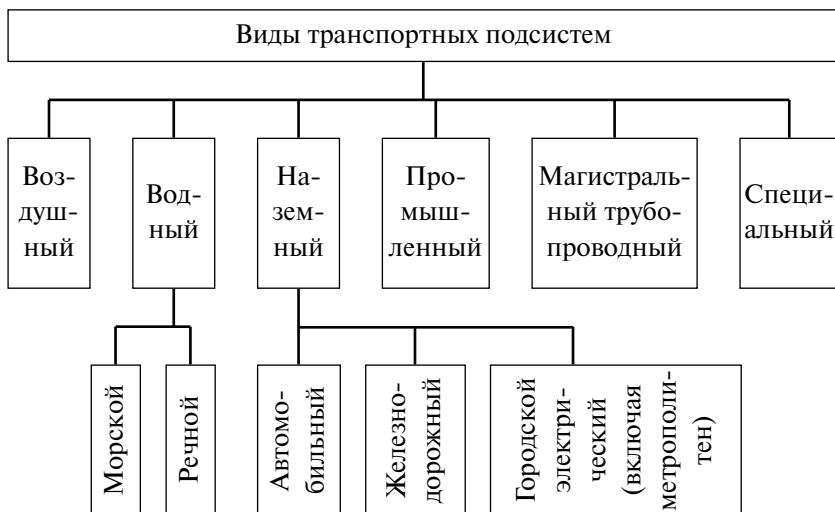 Виды транспортных подсистем
Воз-
душ-
ный
Вод-
ный
На-
зем-
ный
Про-
мыш-
ленный
Магистраль-
ный трубо-
проводный
Специ-
альный
Морской
Речной
Автомо-
бильный
Железно-
дорожный
Городской
электри-
ческий
(включая
метрополи-
тен)